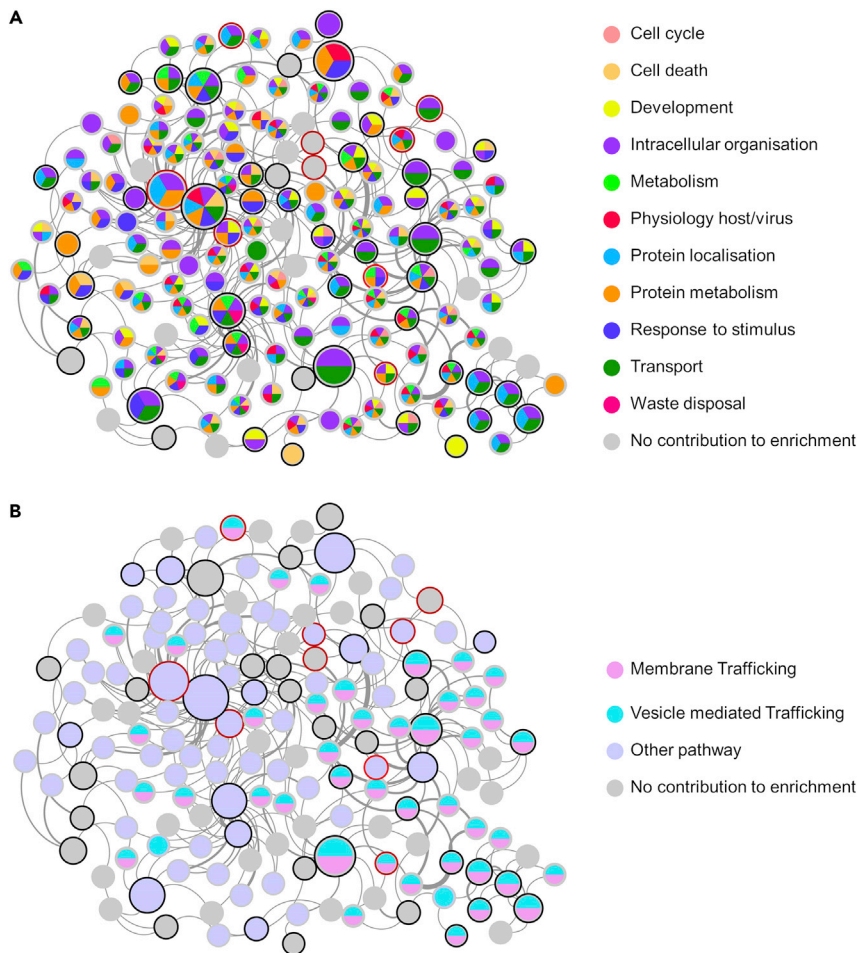 A
Cell cycle
Cell death
Development
Intracellular organisation
Metabolism
Physiology host/virus
Protein localisation
Protein metabolism
Response to stimulus
Transport
Waste disposal
No contribution to enrichment
B
Membrane Trafficking
Vesicle mediated Trafficking
Other pathway
No contribution to enrichment